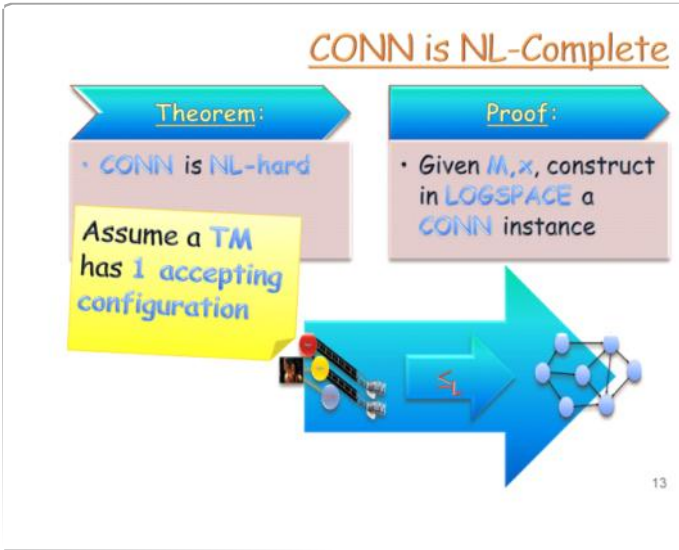 CONN is NL-Complete
Theorem:
• CONN is NL-hard
Assume a TM
has 1 accepting
configuration
Proof:
• Given M,x, construct
in LOGSPACE a
CONN instance
≤L
13